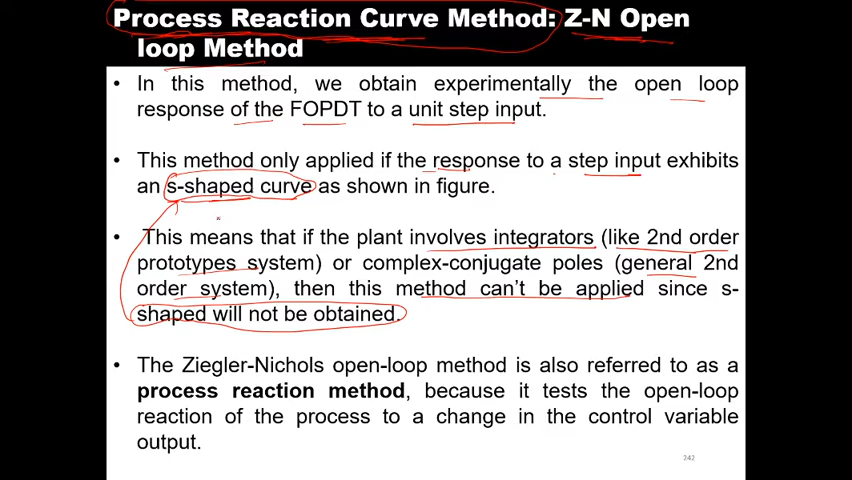 Process Reaction Curve Method: Z-N Open
loop Method
• In this method, we obtain experimentally the open loop
response of the FOPDT to a unit step input.
• This method only applied if the response to a step input exhibits
an s-shaped curve as shown in figure.
• This means that if the plant involves integrators (like 2nd order
prototypes system) or complex-conjugate poles (general 2nd
order system), then this method can't be applied since s-
shaped will not be obtained.
• The Ziegler-Nichols open-loop method is also referred to as a
process reaction method, because it tests the open-loop
reaction of the process to a change in the control variable
output.
242